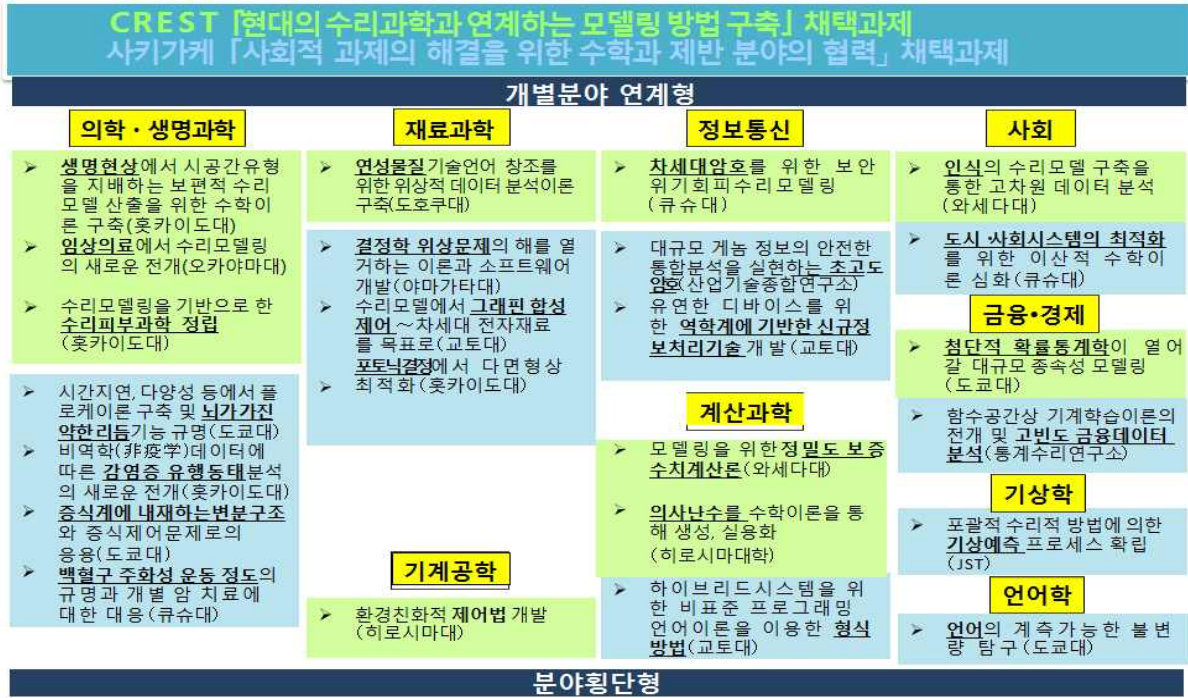 CREST 「현대의 수리과학과 연계하는 모델링 방법 구축」 채택과제
사키가케 「사회적 과제의 해결을 위한 수학과 제반 분야의 협력」 채택과제
개별분야 연계형
의학・생명과학
➢ 생명현상에서 시공간유형
을 지배하는 보편적 수리
모델 산출을 위한 수학이
론 구축(홋카이도대)
➢ 임상의료에서 수리모델링
의 새로운 전개(오카야마대)
➢ 수리모델링을 기반으로 한
수리피부과학 정립
(홋카이도대)
➢ 시간지연, 다양성 등에서 플
로케이론 구축 및 뇌가가진
약한리듬기능 규명(도쿄대)
➢ 비역학(非疫学)데이터에
따른 감염증 유행동태분석
의 새로운 전개(홋카이도대)
➢ 증식계에 내재하는변분구조
와 증식제어문제로의
응용(도쿄대)
➢ 백혈구 주화성 운동 정도의
규명과 개별 암 치료에
대한 대응(큐슈대)
재료과학
➢ 연성물질 기술언어 창조를
위한 위상적 데이터 분석이론
구축(도호쿠대)
➢ 결정학 위상문제의 해를 열
거하는 이론과 소프트웨어
개발(야마가타대)
➢ 수리모델에서 그래핀 합성
제어～차세대 전자재료
를 목표로(교토대)
포토닉결정에서 다면형상
➢ 최적화(홋카이도대)
기계공학
➢ 환경친화적 제어법 개발
(히로시마대)
정보통신
➢ 차세대암호를 위한 보안
위기회피수리모델링
(큐슈대)
➢ 대규모 게놈 정보의 안전한
통합분석을 실현하는 초고도
암호(산업기술종합연구소)
➢ 유연한 디바이스를 위
한 역학계에 기반한 신규정
보처리기술 개발(교토대)
계산과학
➢ 모델링을 위한정밀도 보증
수치계산론(와세다대)
➢ 의사난수를 수학이론을 통
해 생성, 실용화
(히로시마대학)
➢ 하이브리드시스템을 위
한 비표준 프로그래밍
언어이론을 이용한 형식
방법(교토대)
사회
➢ 인식의 수리모델 구축을
통한 고차원 데이터 분석
(와세다대)
➢ 도시·사회시스템의 최적화
를 위한 이산적 수학이
론 심화(큐슈대)
금융•경제
➢ 첨단적 확률통계학이 열어
갈 대규모 종속성 모델링
(도쿄대)
➢ 함수공간상 기계학습이론의
전개 및 고빈도 금융데이터
분석(통계수리연구소)
기상학
➢ 포괄적 수리적 방법에 의한
기상예측 프로세스 확립
(JST)
언어학
➢ 언어의 계측가능한 불변
량 탐구(도쿄대)
분야횡단형